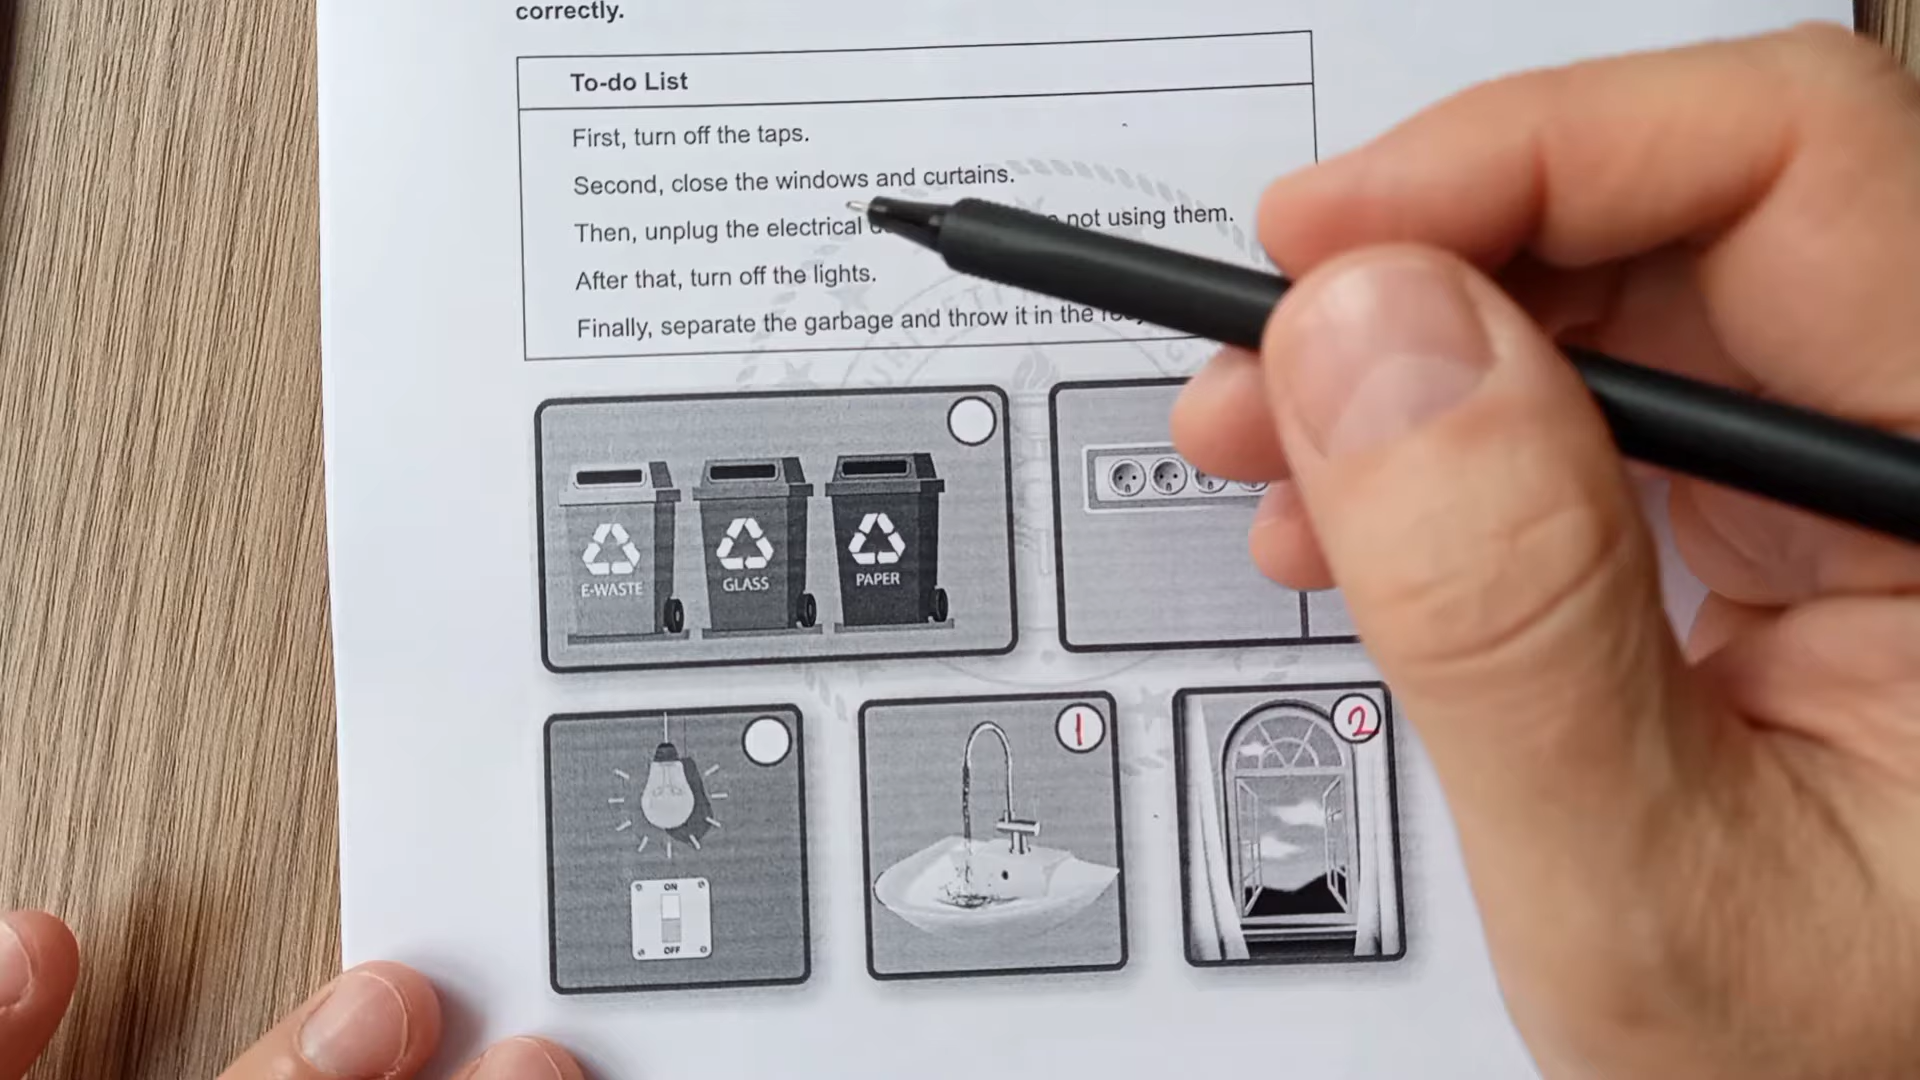 correctly.
To-do List
First, turn off the taps.
Second, close the windows and curtains.
Then, unplug the electrical not using them.
After that, turn off the lights.
Finally, separate the garbage and throw it in the
E-WASTE
GLASS
PAPER
1
2
ON
OFF